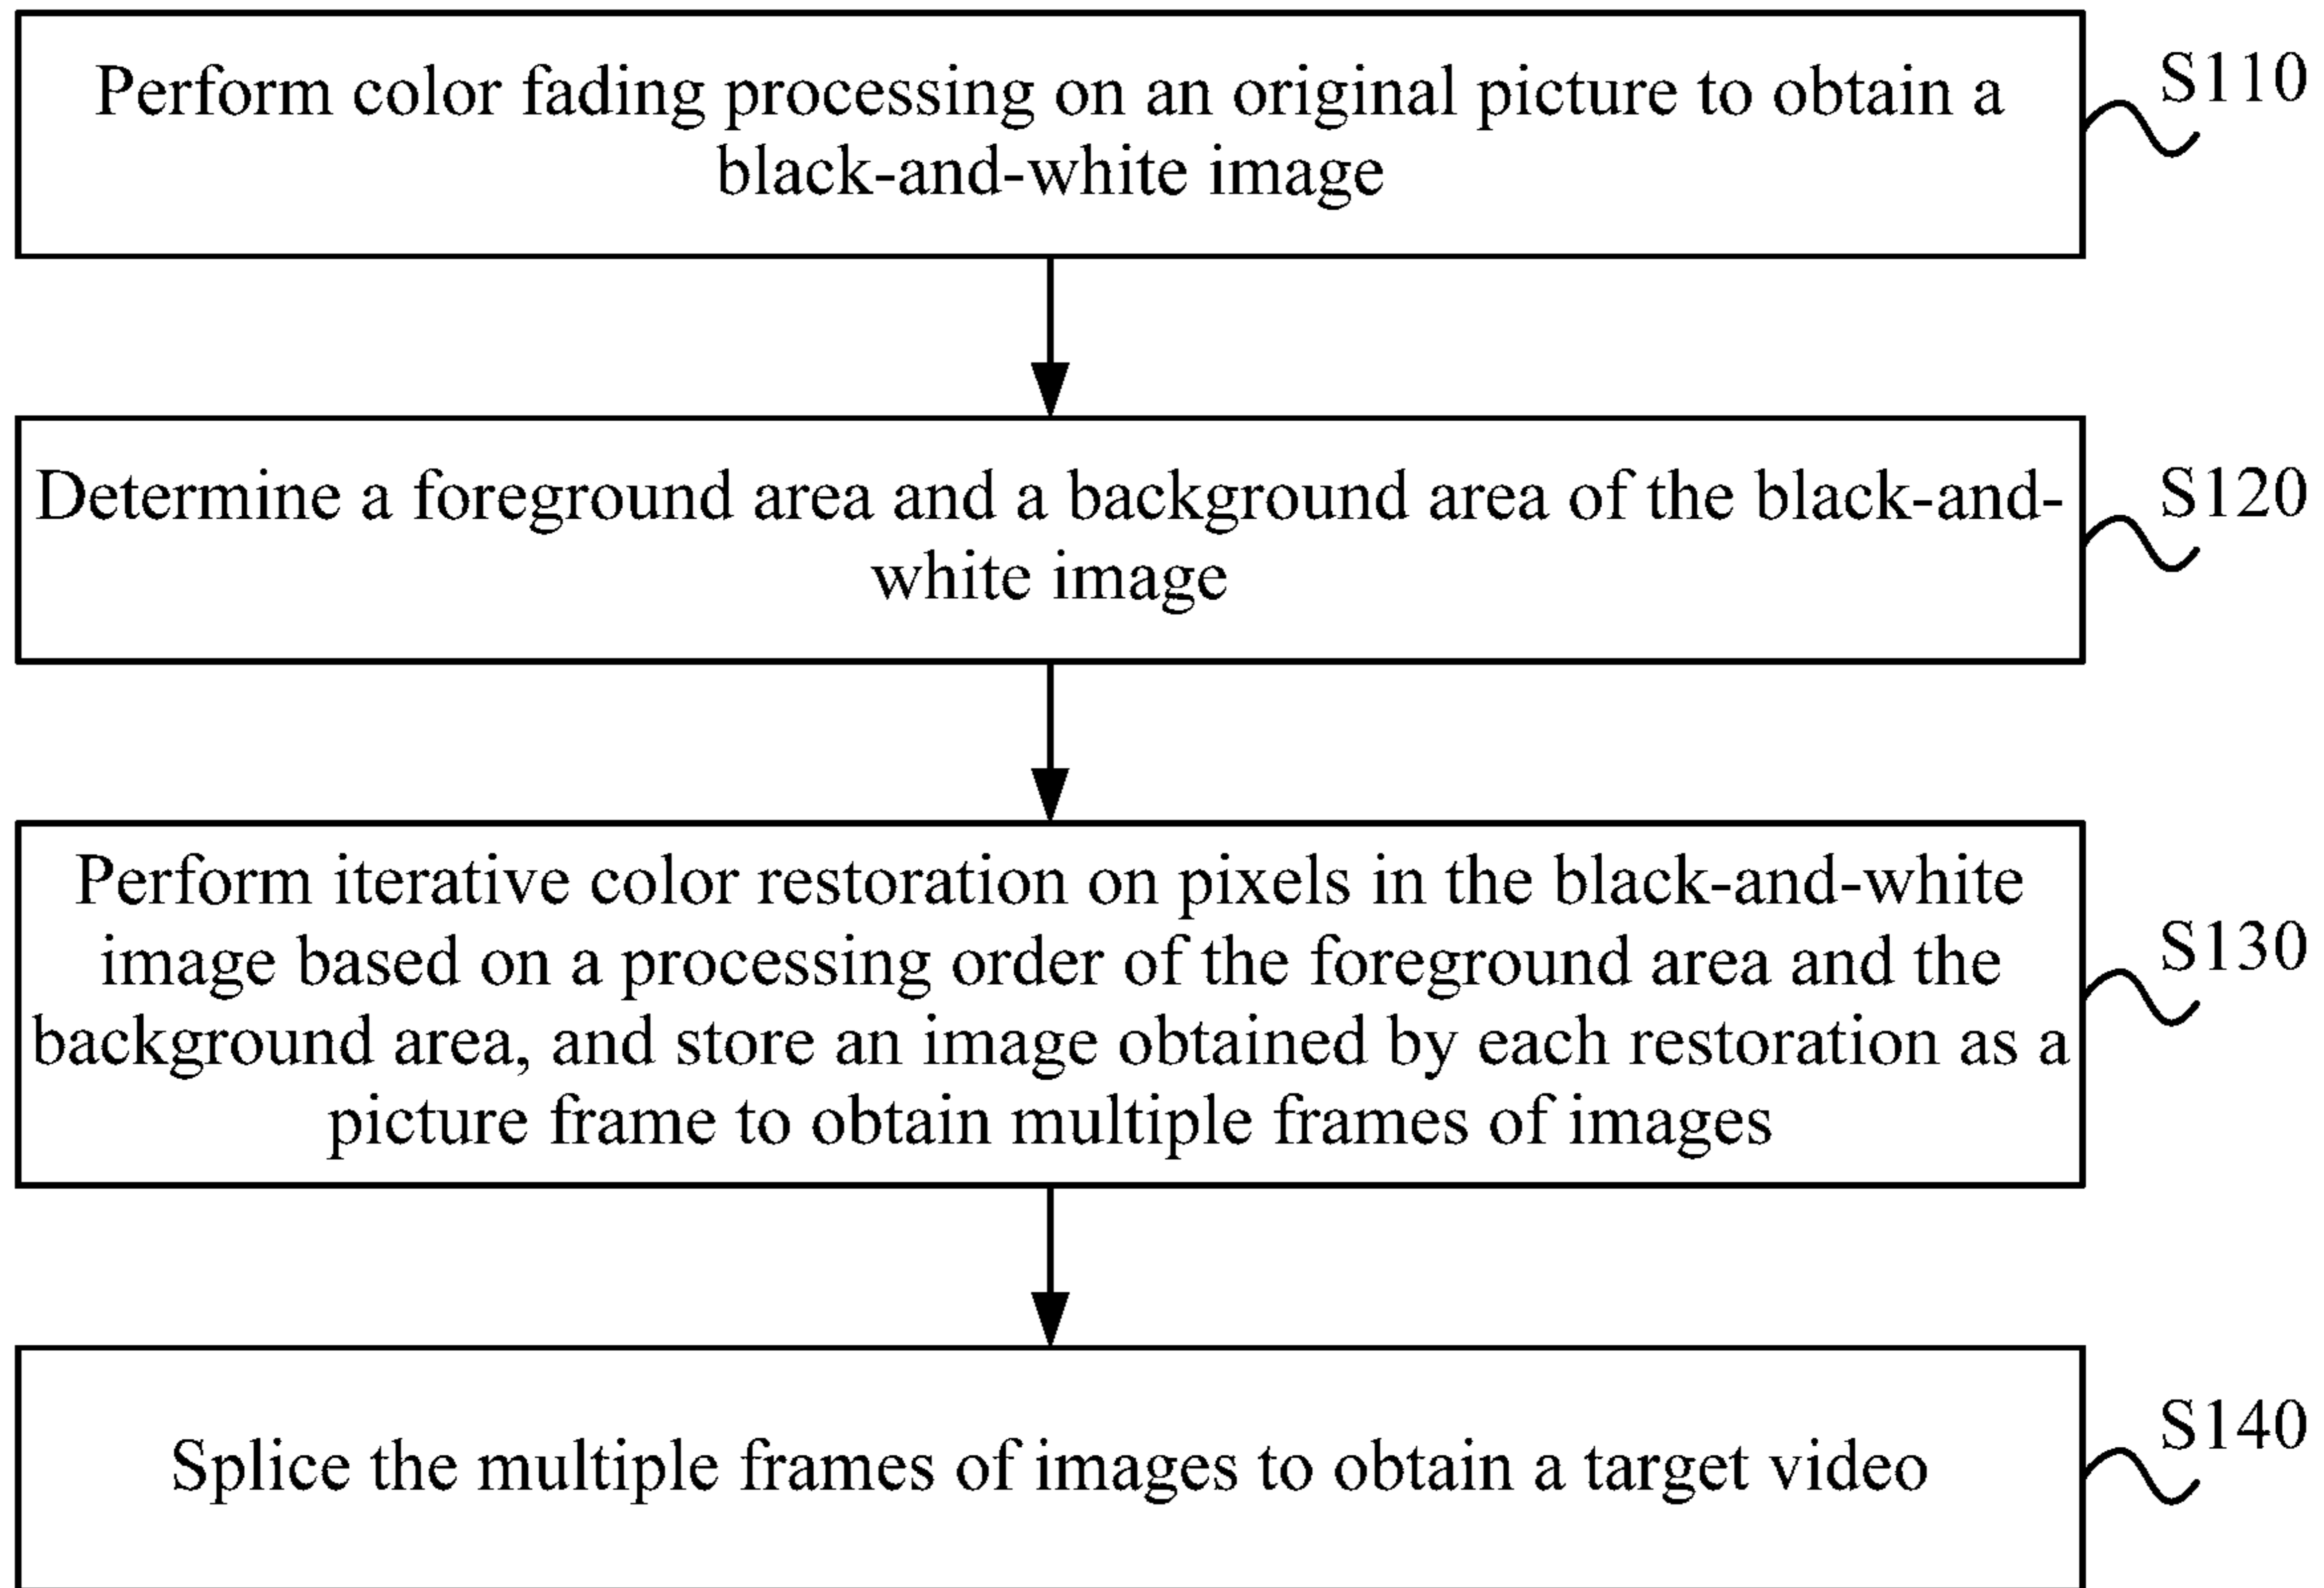 Perform color fading processing on an original picture to obtain a
black-and-white image
S110
Determine a foreground area and a background area of the black-and-
white image
S120
Perform iterative color restoration on pixels in the black-and-white
image based on a processing order of the foreground area and the
background area, and store an image obtained by each restoration as a
picture frame to obtain multiple frames of images
S130
Splice the multiple frames of images to obtain a target video
S140